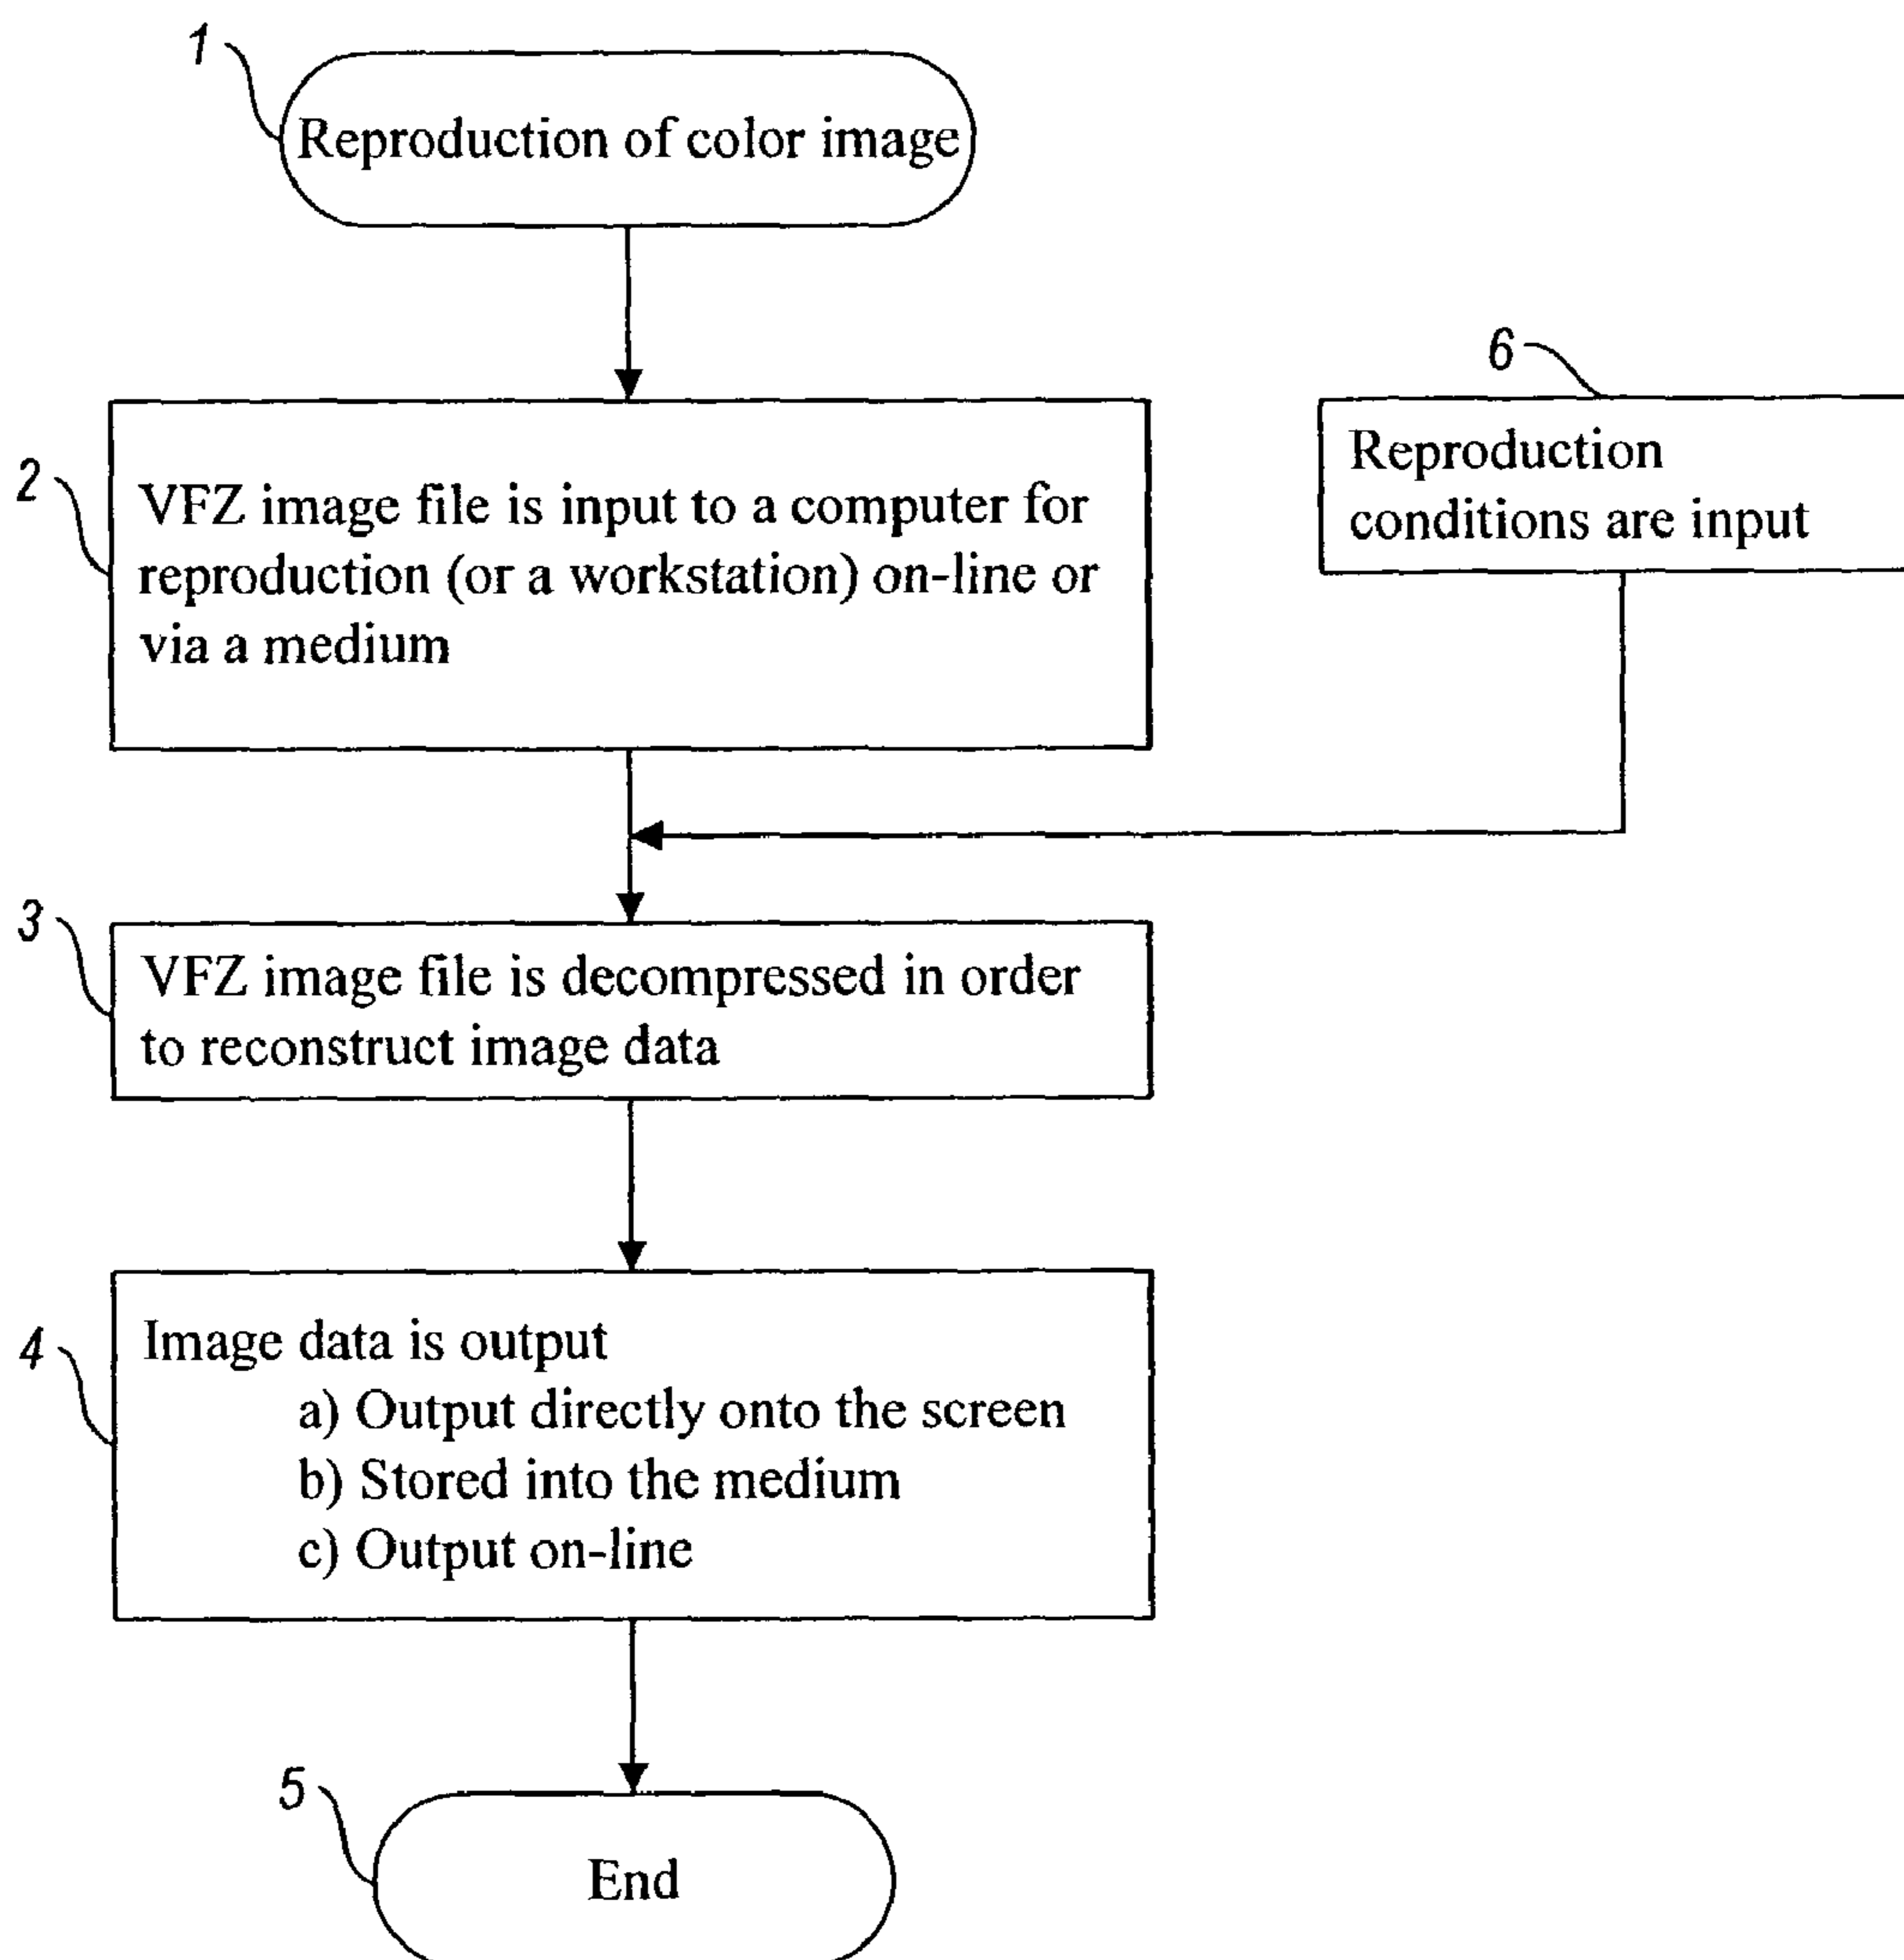 1
Reproduction of color image
6
Reproduction
conditions are input
2
VFZ image file is input to a computer for
reproduction (or a workstation) on-line or
via a medium
3
VFZ image file is decompressed in order
to reconstruct image data
4
Image data is output
a) Output directly onto the screen
b) Stored into the medium
c) Output on-line
5
End